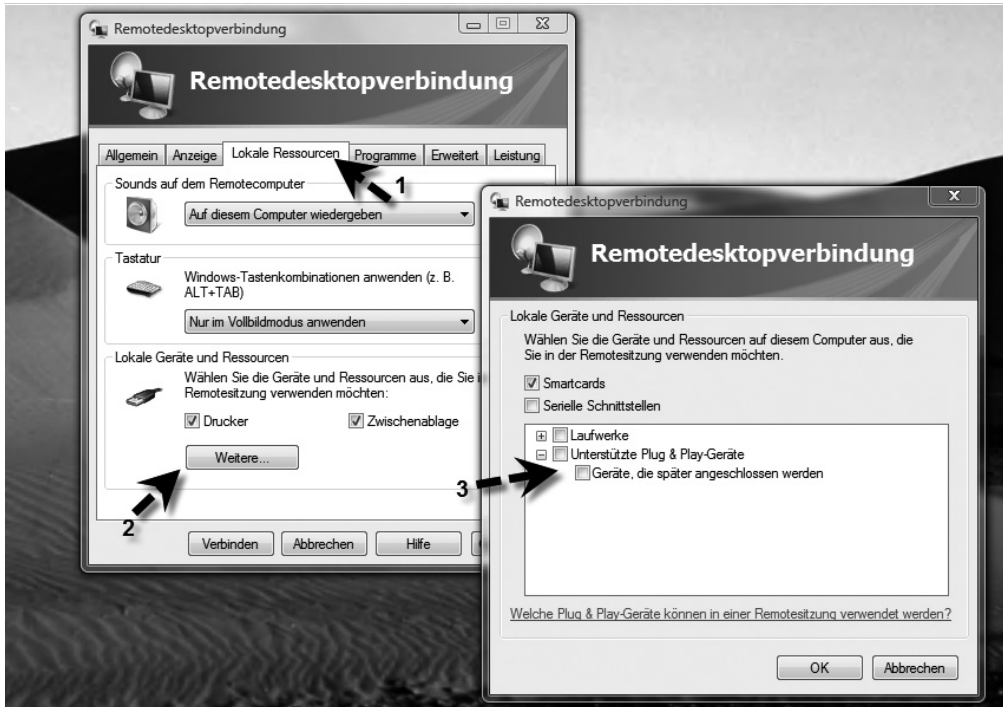 Remotedesktopverbindung
Remotedesktopverbindung
Allgemein Anzeige Lokale Ressourcen Programme Erweitert Leistung
1
Sounds auf dem Remotecomputer
Auf diesem Computer wiedergeben
Tastatur
Windows-Tastenkombinationen anwenden (z. B.
ALT+TAB)
Nur im Vollbildmodus anwenden
Lokale Geräte und Ressourcen
Wählen Sie die Geräte und Ressourcen aus, die Sie i
Remotesitzung verwenden möchten:
Drucker Zwischenablage
Weitere...
2
Verbinden Abbrechen Hilfe
Remotedesktopverbindung
Remotedesktopverbindung
Lokale Geräte und Ressourcen
Wählen Sie die Geräte und Ressourcen auf diesem Computer aus, die
Sie in der Remotesitzung verwenden möchten.
Smartcards
Serielle Schnittstellen
Laufwerke
Unterstützte Plug & Play-Geräte
Geräte, die später angeschlossen werden
3
Welche Plug & Play-Geräte können in einer Remotesitzung verwendet werden?
OK Abbrechen